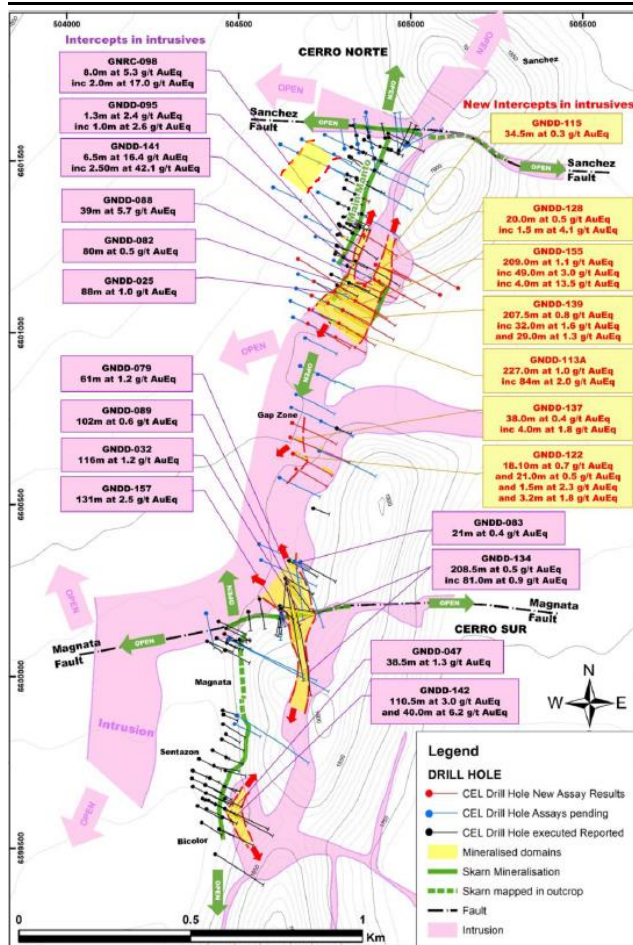 504000
504500
505000
505500
Intercepts in intrusives
CERRO NORTE
Sanchez
OPEN
OPEN
OPEN
GNRC-098
8.0m at 5.3 g/t AuEq
inc 2.0m at 17.0 g/t AuEq
GNDD-095
1.3m at 2.4 g/t AuEq
inc 1.0m at 2.6 g/t AuEq
GNDD-141
6.5m at 16.4 g/t AuEq
inc 2.50m at 42.1 g/t AuEq
GNDD-088
39m at 5.7 g/t AuEq
GNDD-082
80m at 0.5 g/t AuEq
GNDD-025
88m at 1.0 g/t AuEq
Sanchez
Fault
OPEN
Main Manto
New Intercepts in intrusives
GNDD-115
34.5m at 0.3 g/t AuEq
OPEN
Sanchez
Fault
GNDD-128
20.0m at 0.5 g/t AuEq
inc 1.5 m at 4.1 g/t AuEq
GNDD-155
209.0m at 1.1 g/t AuEq
inc 49.0m at 3.0 g/t AuEq
inc 4.0m at 13.5 g/t AuEq
GNDD-139
207.5m at 0.8 g/t AuEq
inc 32.0m at 1.6 g/t AuEq
and 29.0m at 1.3 g/t AuEq
GNDD-113A
227.0m at 1.0 g/t AuEq
inc 84m at 2.0 g/t AuEq
GNDD-137
38.0m at 0.4 g/t AuEq
inc 4.0m at 1.8 g/t AuEq
GNDD-122
18.10m at 0.7 g/t AuEq
and 21.0m at 0.5 g/t AuEq
and 1.5m at 2.3 g/t AuEq
and 3.2m at 1.8 g/t AuEq
6601500
6601000
6600500
6600000
6599500
OPEN
OPEN
Gap Zone
GNDD-079
61m at 1.2 g/t AuEq
GNDD-089
102m at 0.6 g/t AuEq
GNDD-032
116m at 1.2 g/t AuEq
GNDD-157
131m at 2.5 g/t AuEq
GNDD-083
21m at 0.4 g/t AuEq
GNDD-134
208.5m at 0.5 g/t AuEq
inc 81.0m at 0.9 g/t AuEq
OPEN
OPEN
Magnata
Fault
OPEN
OPEN
Magnata
Fault
CERRO SUR
Magnata
GNDD-047
38.5m at 1.3 g/t AuEq
GNDD-142
110.5m at 3.0 g/t AuEq
and 40.0m at 6.2 g/t AuEq
Intrusion
Sentazon
OPEN
Bicolor
OPEN
N
W E
S
Legend
DRILL HOLE
CEL Drill Hole New Assay Results
CEL Drill Hole Assays pending
CEL Drill Hole executed Reported
Mineralised domains
Skarn Mineralisation
Skarn mapped in outcrop
Fault
Intrusion
0 0.5 1
Km